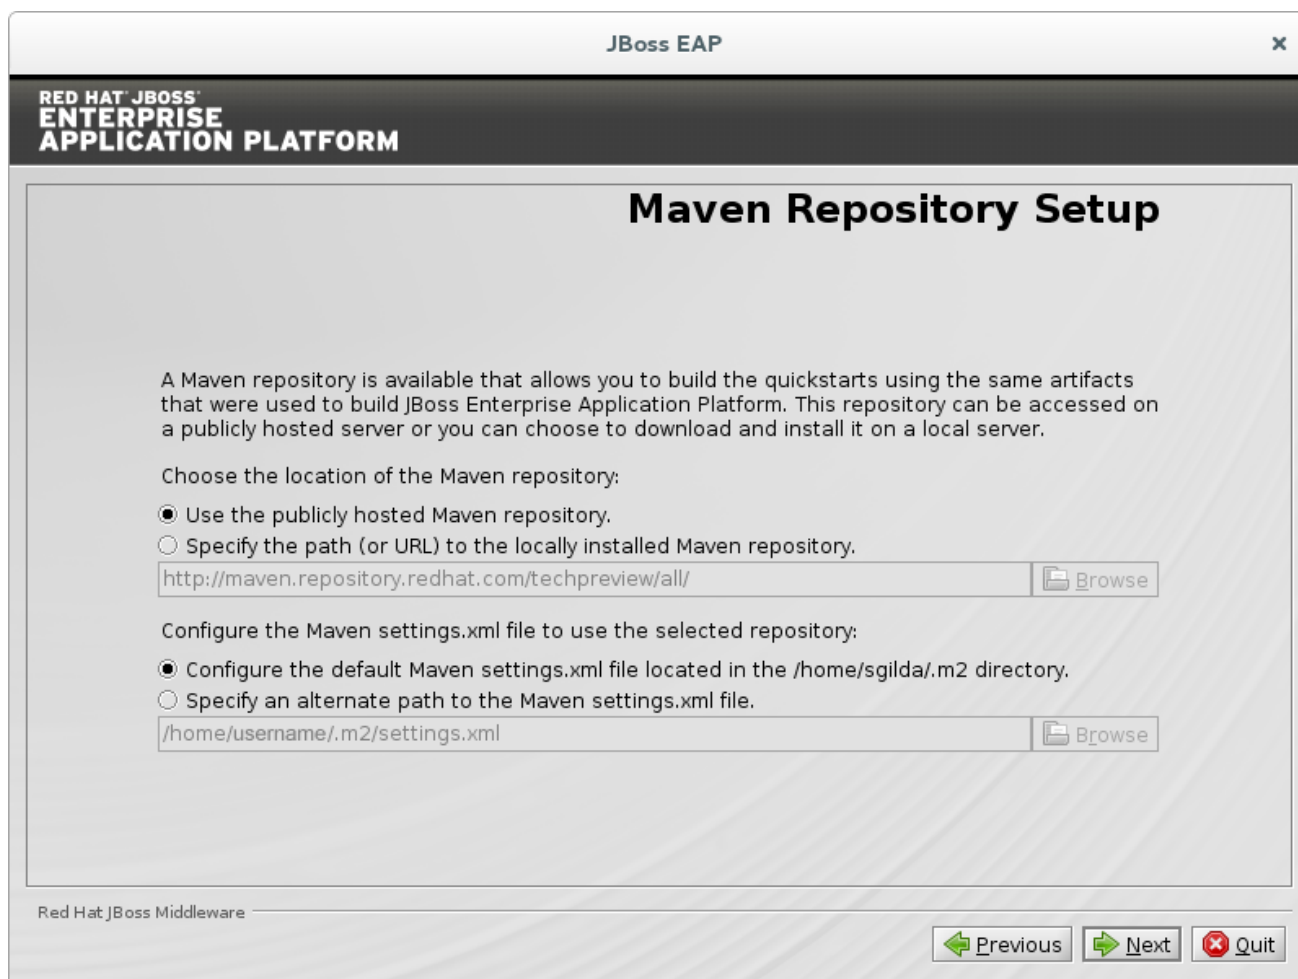 JBoss EAP
RED HAT JBOSS
ENTERPRISE
APPLICATION PLATFORM
Maven Repository Setup
A Maven repository is available that allows you to build the quickstarts using the same artifacts
that were used to build JBoss Enterprise Application Platform. This repository can be accessed on
a publicly hosted server or you can choose to download and install it on a local server.
Choose the location of the Maven repository:
Use the publicly hosted Maven repository.
Specify the path (or URL) to the locally installed Maven repository.
http://maven.repository.redhat.com/techpreview/all/ Browse
Configure the Maven settings.xml file to use the selected repository:
Configure the default Maven settings.xml file located in the /home/sgilda/.m2 directory.
Specify an alternate path to the Maven settings.xml file.
/home/username/.m2/settings.xml Browse
Red Hat JBoss Middleware
Previous Next Quit